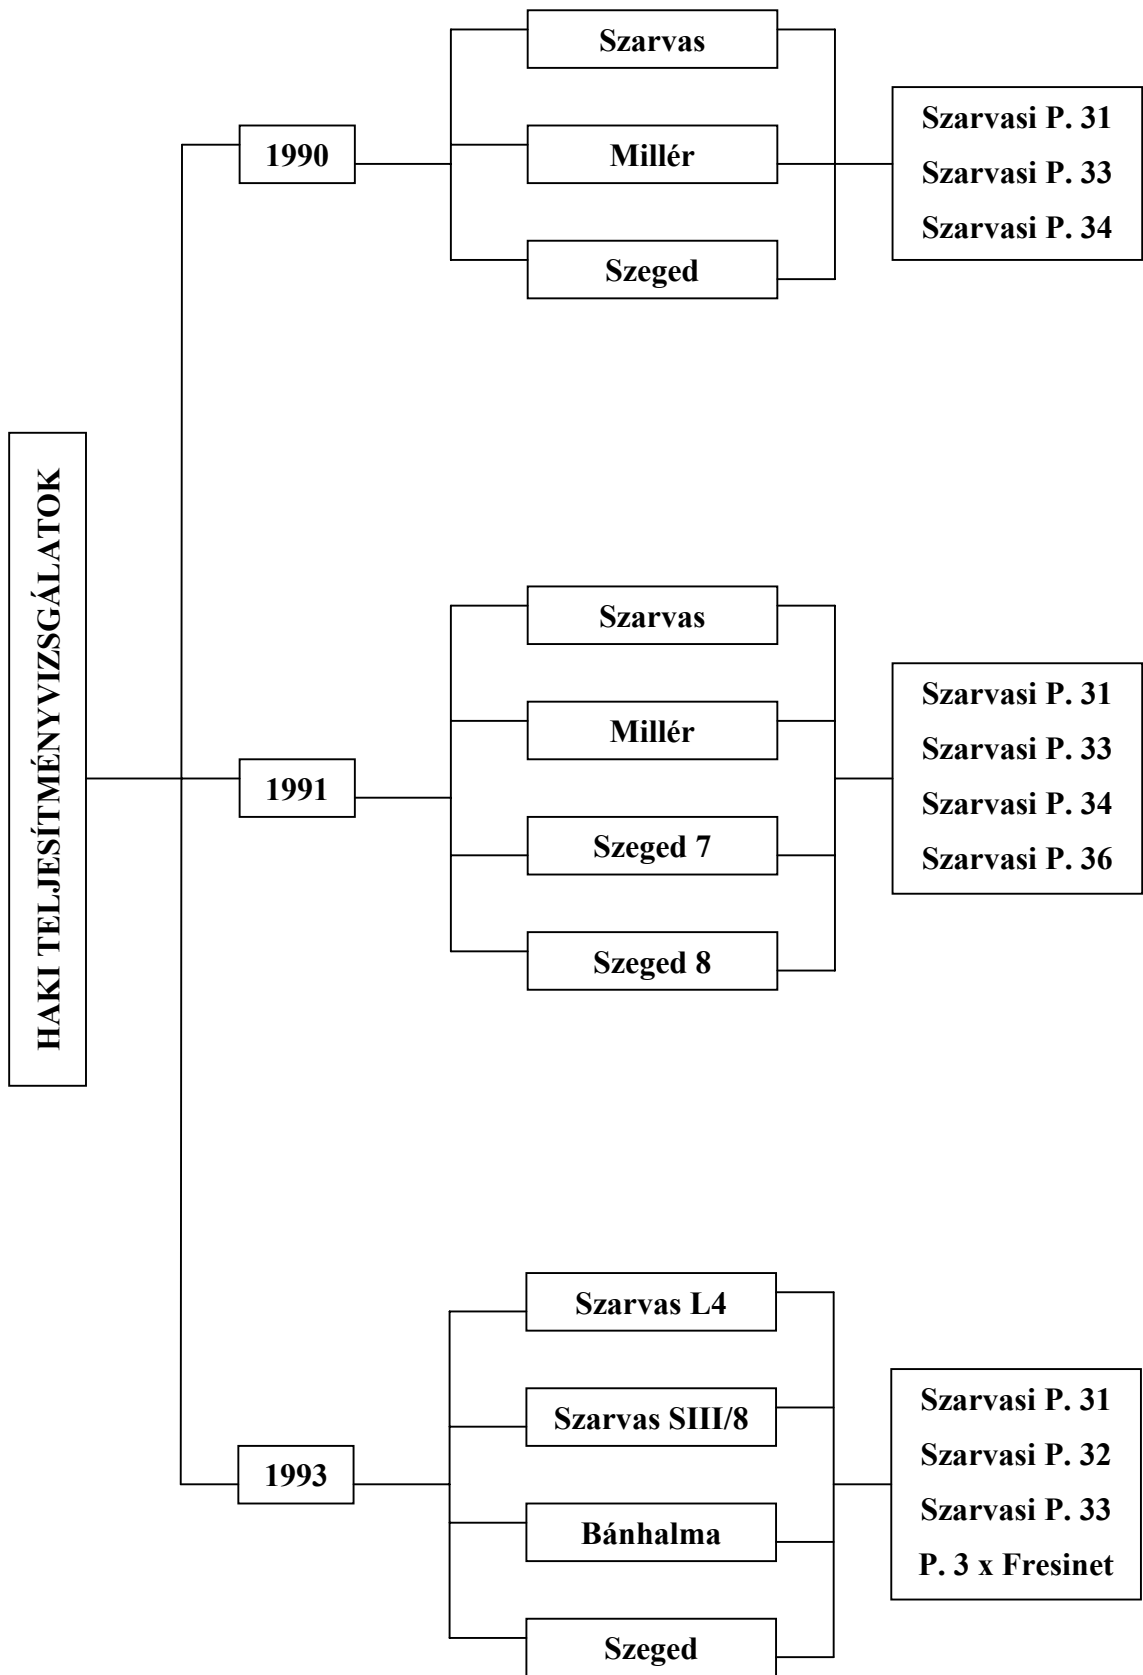 HAKI TELJESÍTMÉNYVIZSGÁLATOK
1990
Szarvas
Millér
Szeged
Szarvasi P. 31
Szarvasi P. 33
Szarvasi P. 34
1991
Szarvas
Millér
Szeged 7
Szeged 8
Szarvasi P. 31
Szarvasi P. 33
Szarvasi P. 34
Szarvasi P. 36
1993
Szarvas L4
Szarvas SIII/8
Bánhalma
Szeged
Szarvasi P. 31
Szarvasi P. 32
Szarvasi P. 33
P. 3 x Fresinet